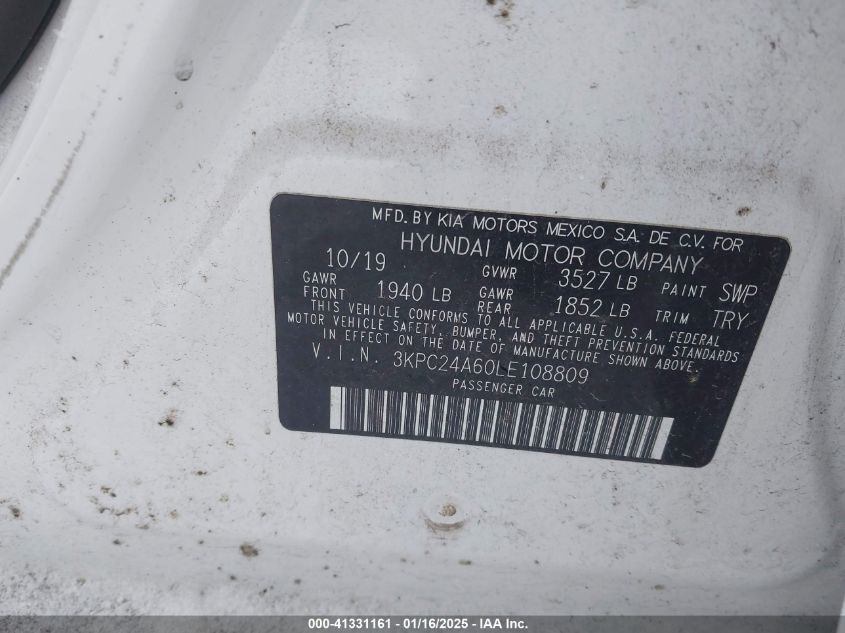 MFD. BY KIA MOTORS MEXICO S.A. DE C.V. FOR
HYUNDAI MOTOR COMPANY
10/19 GVWR 3527 LB PAINT SWP
GAWR FRONT 1940 LB GAWR REAR 1852 LB TRIM TRY
THIS VEHICLE CONFORMS TO ALL APPLICABLE U.S.A. FEDERAL
MOTOR VEHICLE SAFETY, BUMPER, AND THEFT PREVENTION STANDARDS
IN EFFECT ON THE DATE OF MANUFACTURE SHOWN ABOVE.
V.I.N. 3KPC24A60LE108809
PASSENGER CAR
000-41331161 - 01/16/2025 - IAA Inc.